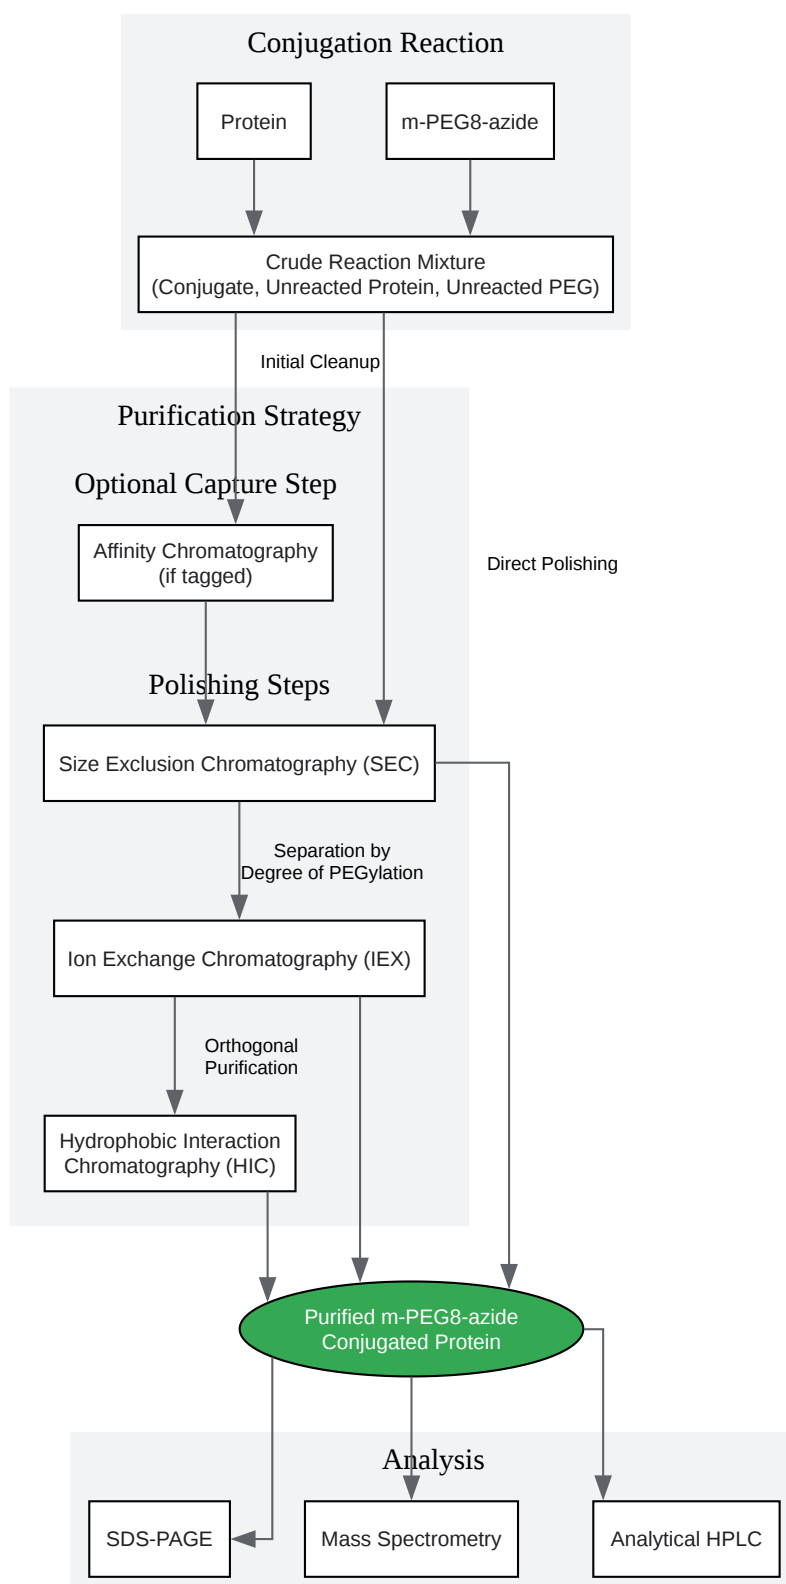 Conjugation Reaction
Protein
m-PEG8-azide
Crude Reaction Mixture
(Conjugate, Unreacted Protein, Unreacted PEG)
Initial Cleanup
Purification Strategy
Optional Capture Step
Affinity Chromatography
(if tagged)
Direct Polishing
Polishing Steps
Size Exclusion Chromatography (SEC)
Separation by
Degree of PEGylation
Ion Exchange Chromatography (IEX)
Orthogonal
Purification
Hydrophobic Interaction
Chromatography (HIC)
Purified m-PEG8-azide
Conjugated Protein
Analysis
SDS-PAGE
Mass Spectrometry
Analytical HPLC